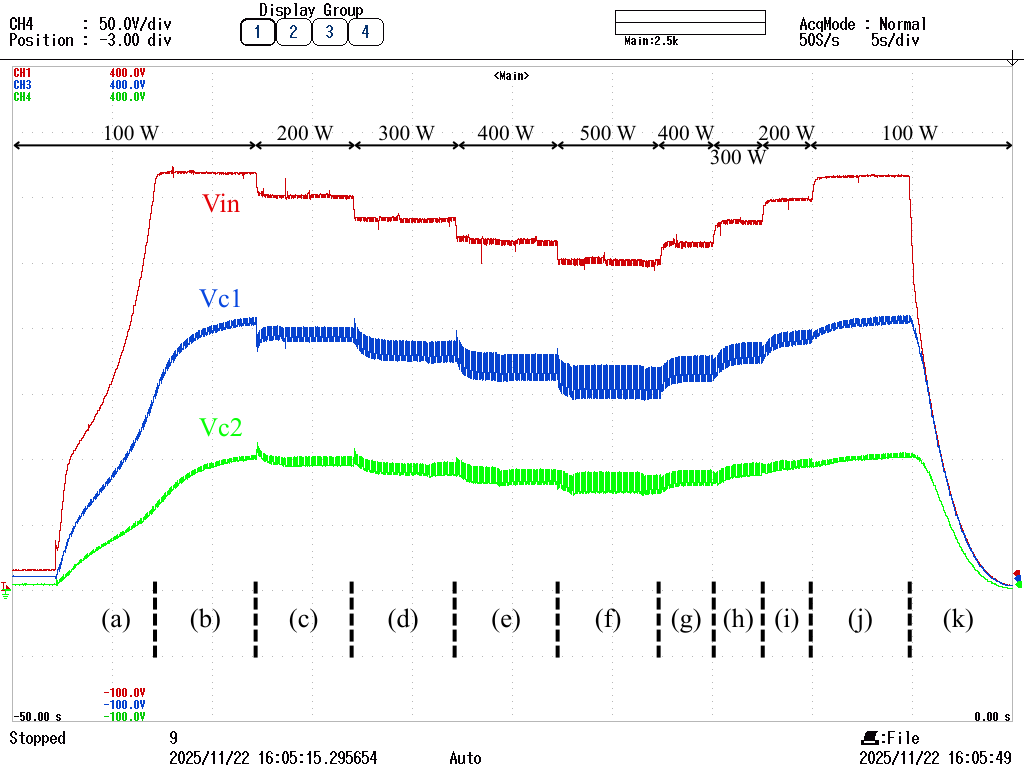 Display Group
CH4 : 50.0V/div
Position : -3.00 div
1 2 3 4
Main:2.5k
AcqMode : Normal
50S/s 5s/div
CH1 400.0V
CH3 400.0V
CH4 400.0V
<Main>
100 W 200 W 300 W 400 W 500 W 400 W 300 W 200 W 100 W
Vin
Vc1
Vc2
(a) (b) (c) (d) (e) (f) (g) (h) (i) (j) (k)
-100.0V
-100.0V
-100.0V
-50.00 s 0.00 s
Stopped 9 :File
2025/11/22 16:05:15.295654 Auto 2025/11/22 16:05:49